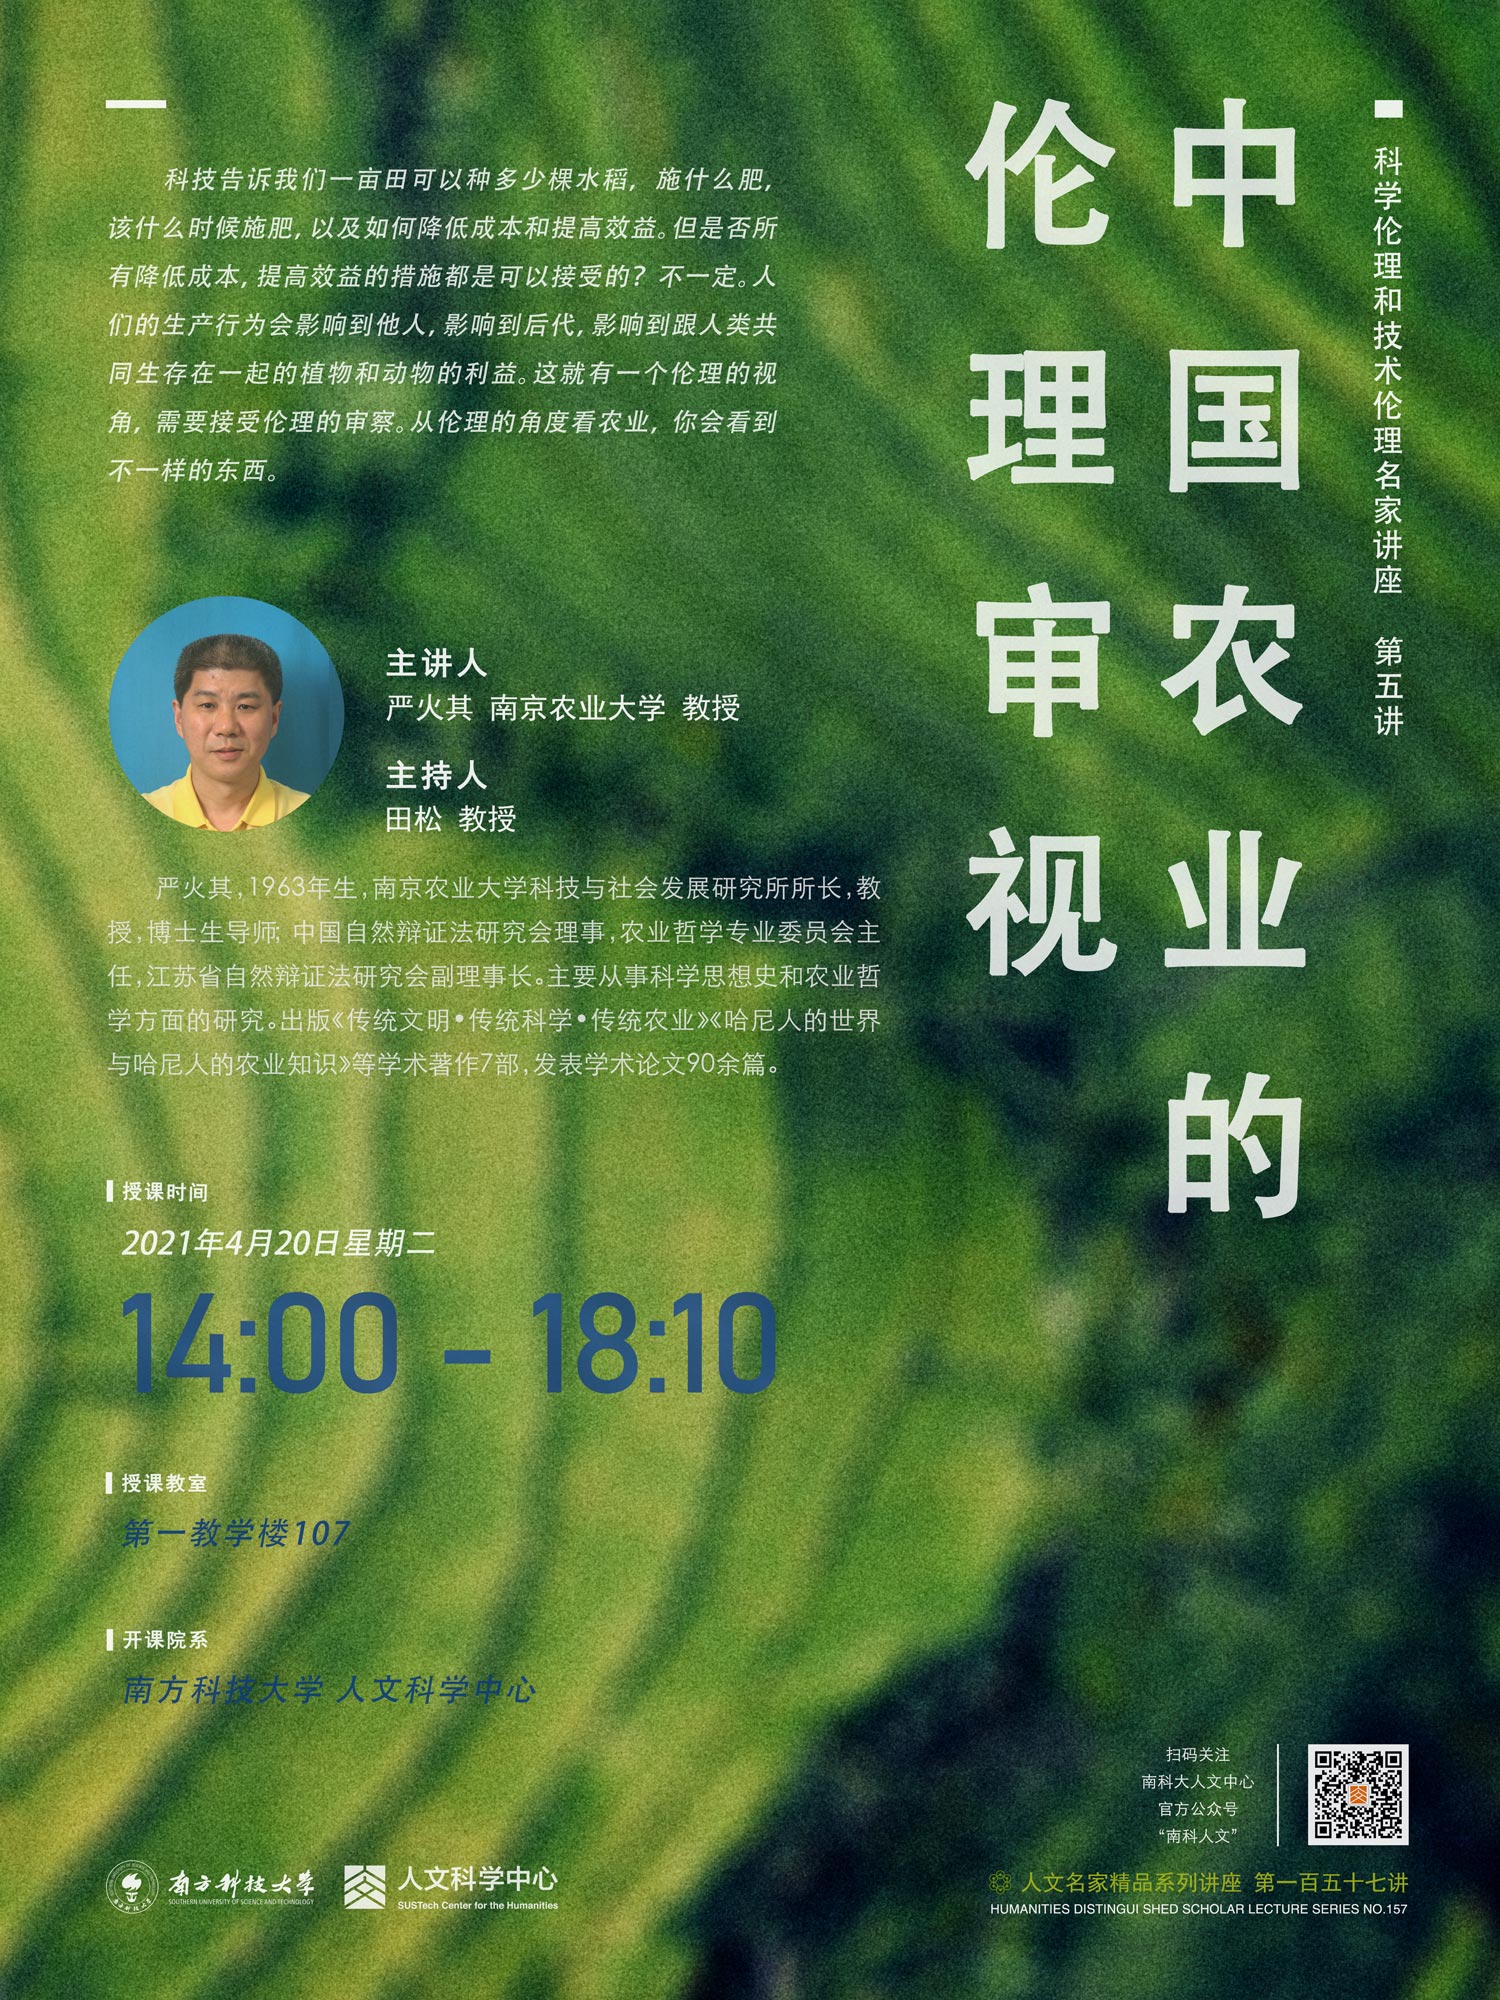 科学伦理和技术伦理名家讲座 第五讲
中国农业的
伦理审视
科技告诉我们一亩田可以种多少棵水稻，施什么肥，
该什么时候施肥，以及如何降低成本和提高效益。但是否所
有降低成本，提高效益的措施都是可以接受的？不一定。人
们的生产行为会影响到他人，影响到后代，影响到跟人类共
同生存在一起的植物和动物的利益。这就有一个伦理的视
角，需要接受伦理的审察。从伦理的角度看农业，你会看到
不一样的东西。
主讲人
严火其 南京农业大学 教授
主持人
田松 教授
严火其，1963年生，南京农业大学科技与社会发展研究所所长，教
授，博士生导师；中国自然辩证法研究会理事，农业哲学专业委员会主
任，江苏省自然辩证法研究会副理事长。主要从事科学思想史和农业哲
学方面的研究。出版《传统文明•传统科学•传统农业》《哈尼人的世界
与哈尼人的农业知识》等学术著作7部，发表学术论文90余篇。
授课时间
2021年4月20日星期二
14:00 - 18:10
授课教室
第一教学楼107
开课院系
南方科技大学 人文科学中心
扫码关注
南科大人文中心
官方公众号
“南科人文”
南方科技大学
SOUTHERN UNIVERSITY OF SCIENCE AND TECHNOLOGY
人文科学中心
SUSTech Center for the Humanities
人文名家精品系列讲座 第一百五十七讲
HUMANITIES DISTINGUI SHED SCHOLAR LECTURE SERIES NO.157